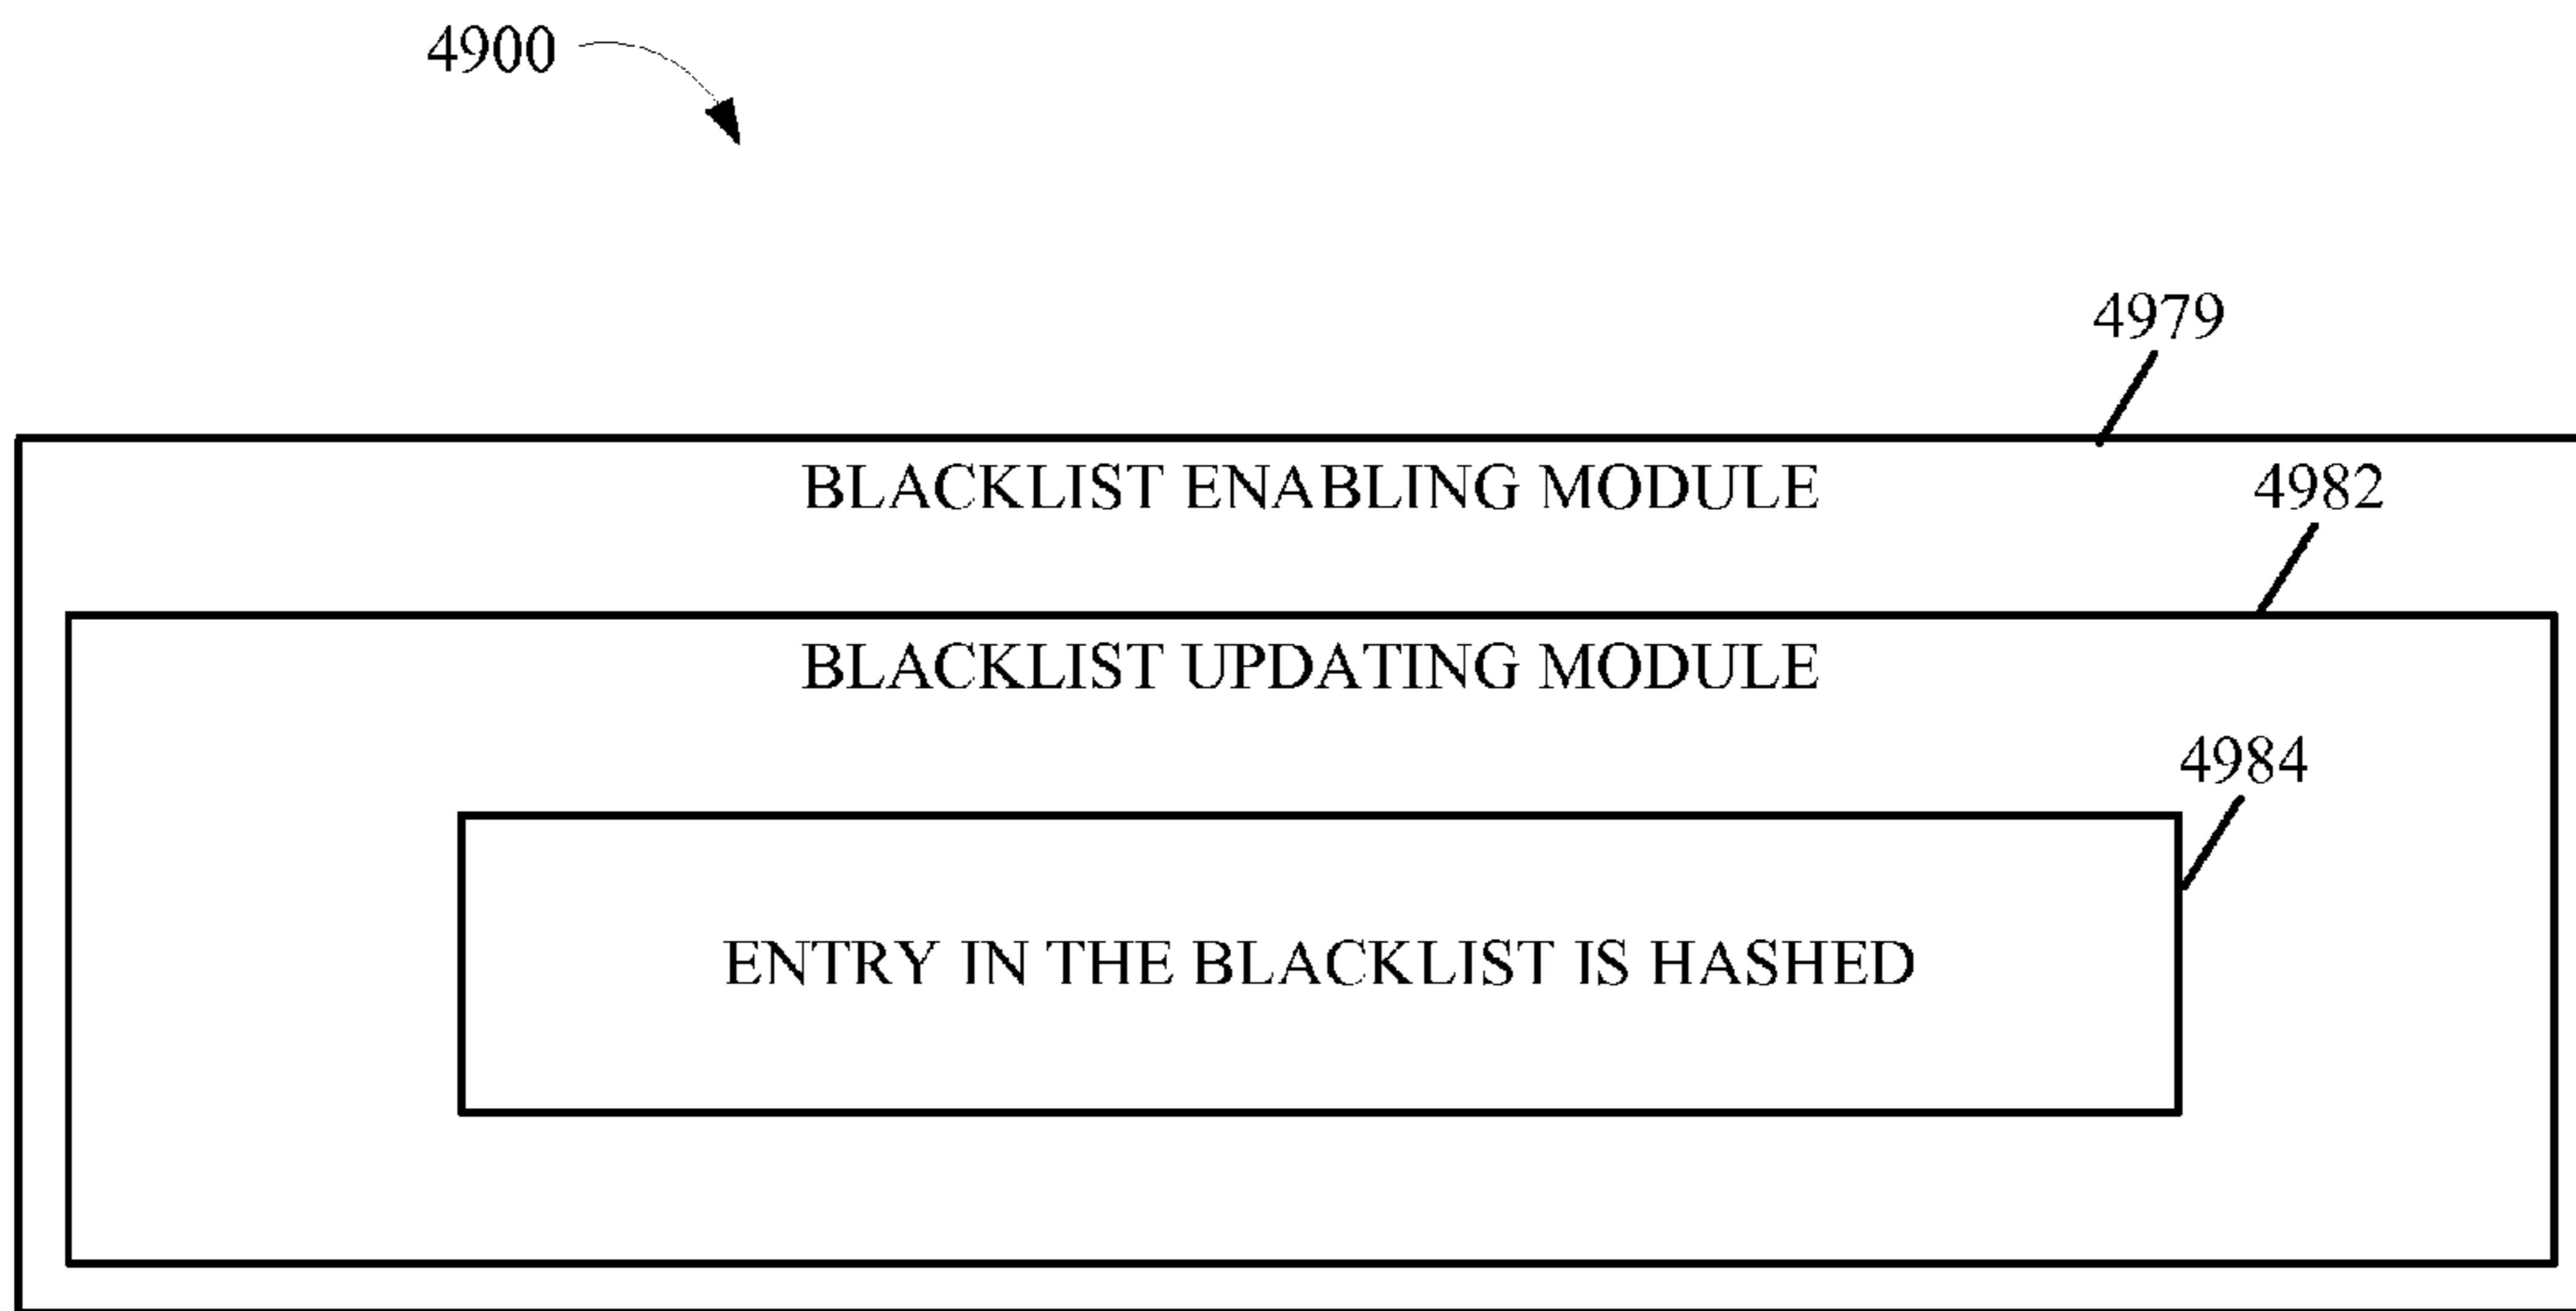 4900
4979
BLACKLIST ENABLING MODULE
4982
BLACKLIST UPDATING MODULE
4984
ENTRY IN THE BLACKLIST IS HASHED